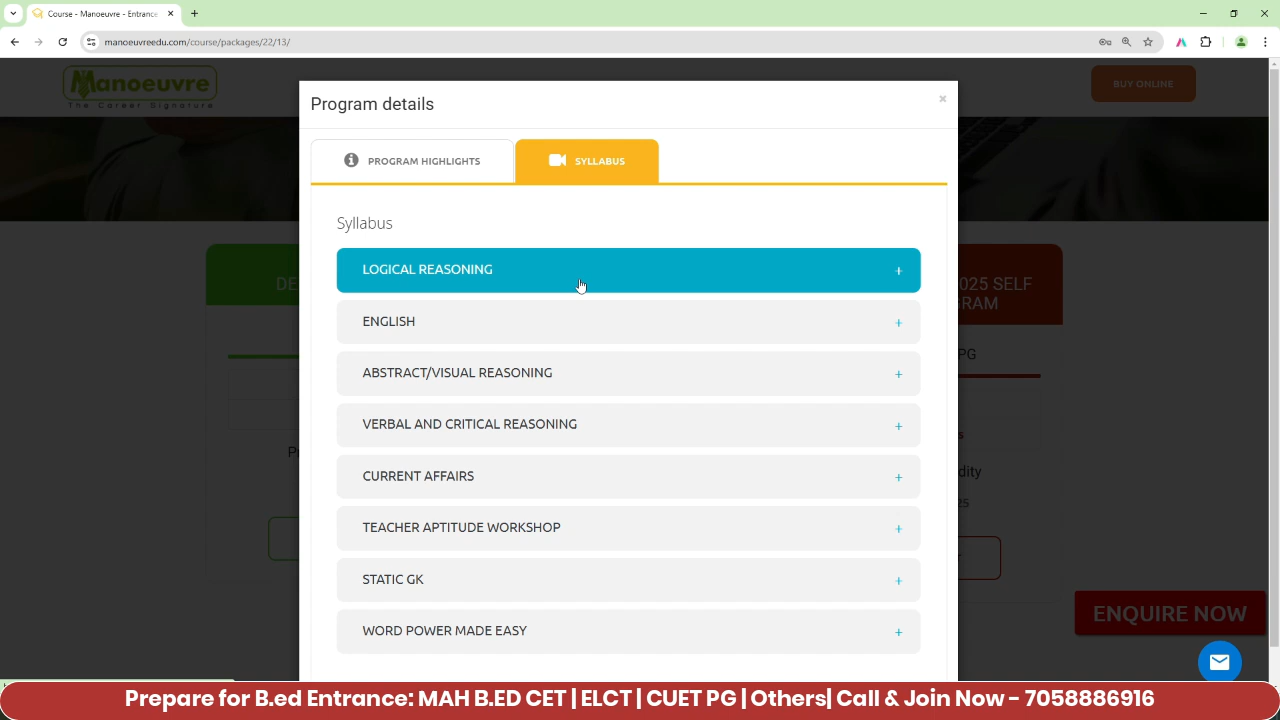 Course - Manoeuvre - Entrance
manoeuvreedu.com/course/packages/22/13/
Manoeuvre
The Career Signature
BUY ONLINE
Program details
×
PROGRAM HIGHLIGHTS
SYLLABUS
Syllabus
LOGICAL REASONING +
ENGLISH +
ABSTRACT/VISUAL REASONING +
VERBAL AND CRITICAL REASONING +
CURRENT AFFAIRS +
TEACHER APTITUDE WORKSHOP +
STATIC GK +
WORD POWER MADE EASY +
DE
025 SELF
GRAM
PG
s
Pr
dity
es
ENQUIRE NOW
Prepare for B.ed Entrance: MAH B.ED CET | ELCT | CUET PG | Others| Call & Join Now - 7058886916